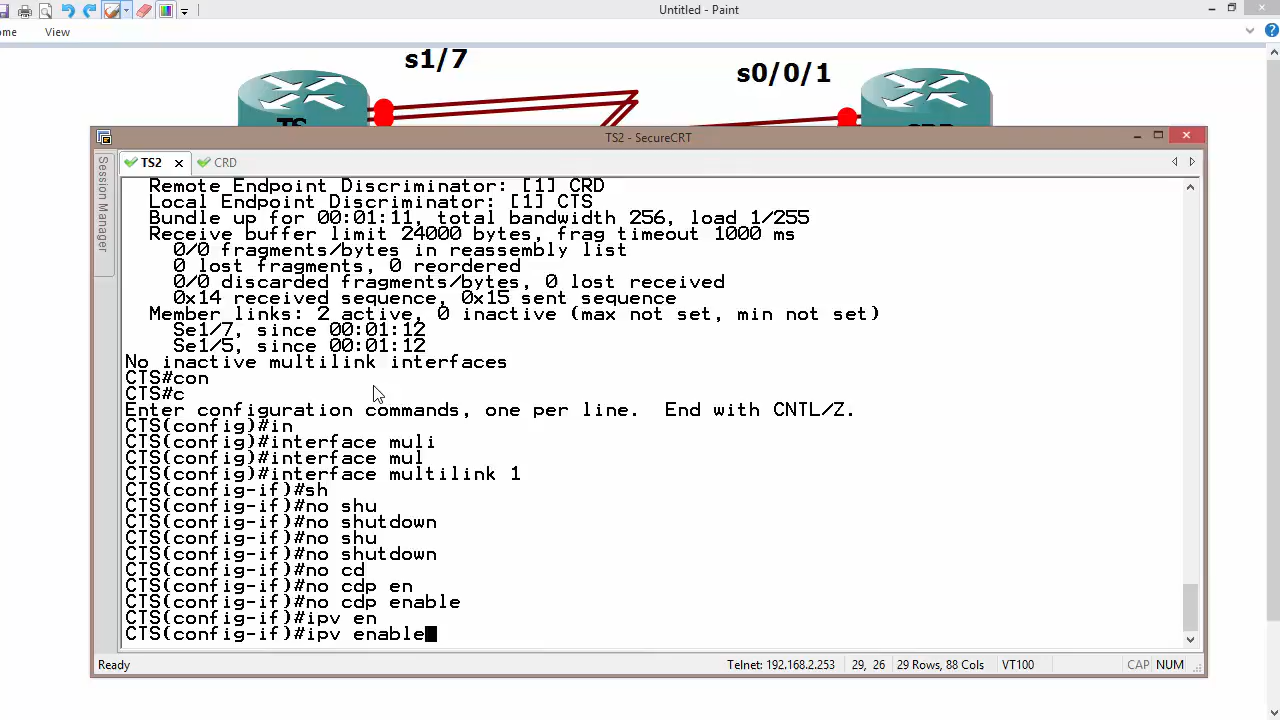 Untitled - Paint
ome View
s1/7
s0/0/1
TS
TS2 - SecureCRT
TS2 CRD
Session Manager
Remote Endpoint Discriminator: [1] CRD
Local Endpoint Discriminator: [1] CTS
Bundle up for 00:01:11, total bandwidth 256, load 1/255
Receive buffer limit 24000 bytes, frag timeout 1000 ms
0/0 fragments/bytes in reassembly list
0 lost fragments, 0 reordered
0/0 discarded fragments/bytes, 0 lost received
0x14 received sequence, 0x15 sent sequence
Member links: 2 active, 0 inactive (max not set, min not set)
Se1/7, since 00:01:12
Se1/5, since 00:01:12
No inactive multilink interfaces
CTS#con
CTS#c
Enter configuration commands, one per line.  End with CNTL/Z.
CTS(config)#in
CTS(config)#interface muli
CTS(config)#interface mul
CTS(config)#interface multilink 1
CTS(config-if)#sh
CTS(config-if)#no shu
CTS(config-if)#no shutdown
CTS(config-if)#no shu
CTS(config-if)#no shutdown
CTS(config-if)#no cd
CTS(config-if)#no cdp en
CTS(config-if)#no cdp enable
CTS(config-if)#ipv en
CTS(config-if)#ipv enable
Ready Telnet: 192.168.2.253 29, 26 29 Rows, 88 Cols VT100 CAP NUM